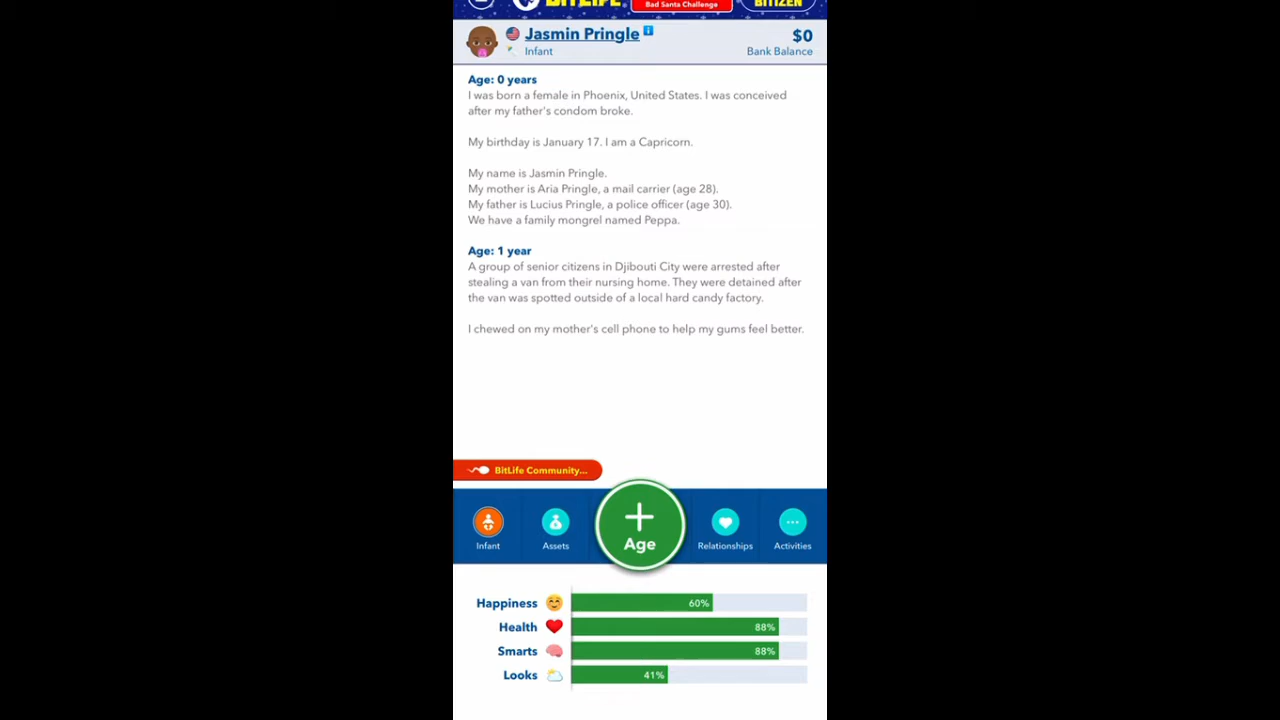 BITLIFE
Bad Santa Challenge
BITIZEN
Jasmin Pringle
$0
Infant
Bank Balance
Age: 0 years
I was born a female in Phoenix, United States. I was conceived
after my father's condom broke.
My birthday is January 17. I am a Capricorn.
My name is Jasmin Pringle.
My mother is Aria Pringle, a mail carrier (age 28).
My father is Lucius Pringle, a police officer (age 30).
We have a family mongrel named Peppa.
Age: 1 year
A group of senior citizens in Djibouti City were arrested after
stealing a van from their nursing home. They were detained after
the van was spotted outside of a local hard candy factory.
I chewed on my mother's cell phone to help my gums feel better.
BitLife Community...
Infant
Assets
Age
Relationships
Activities
Happiness
60%
Health
88%
Smarts
88%
Looks
41%